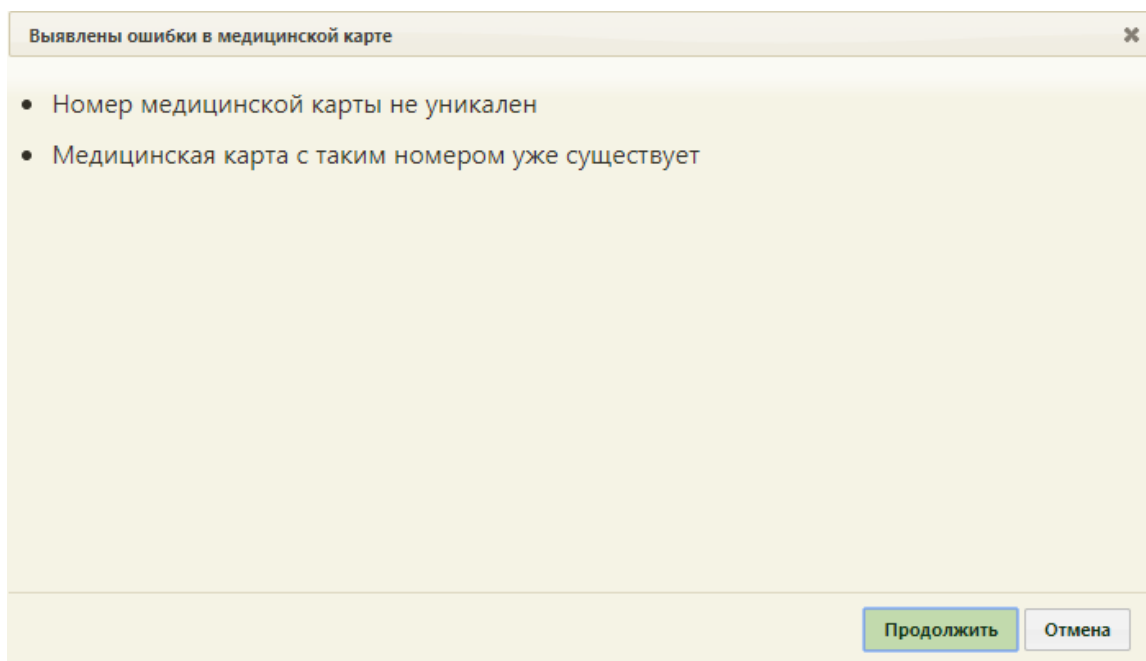 Выявлены ошибки в медицинской карте
Номер медицинской карты не уникален
Медицинская карта с таким номером уже существует
Продолжить Отмена